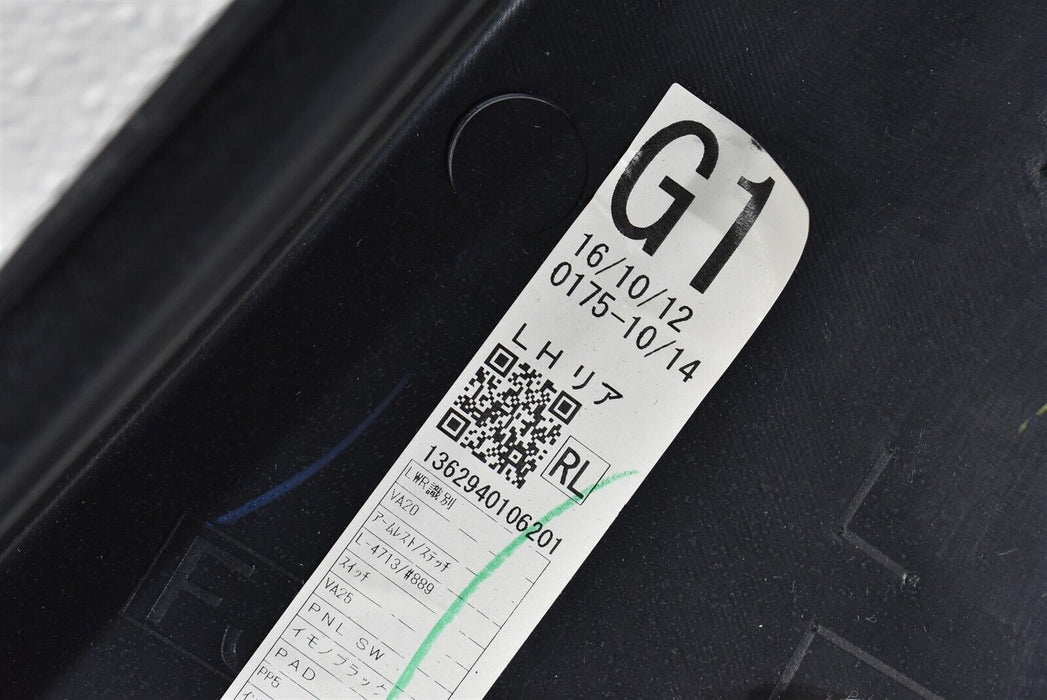 G1
16/10/12
0175-10/14
LH リア
RL
1362940106201
LWR識別
VA20
アームレスト/ステッチ
L-4713/#889
スイッチ
VA25
PNL SW
イモノブラック
PAD
PP5